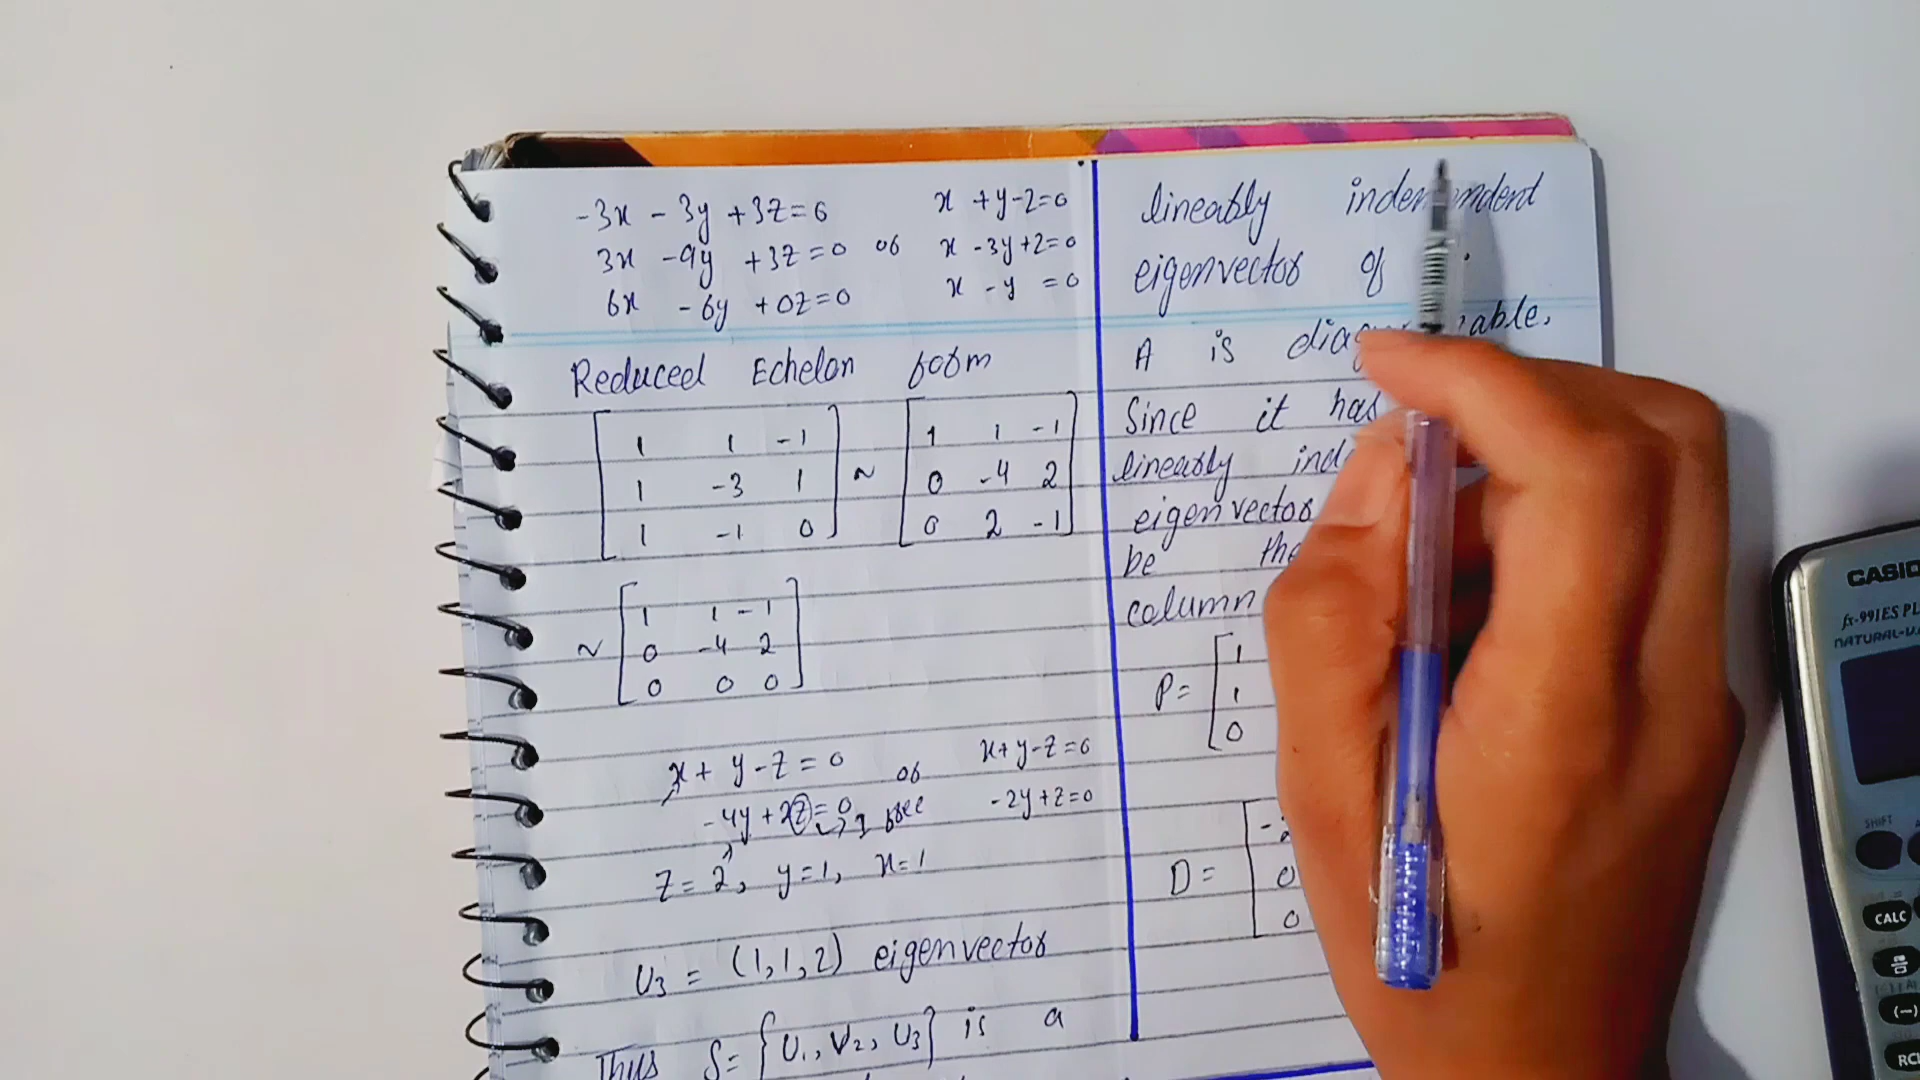 -3x - 3y + 3z = 0 x + y - z = 0
3x - 9y + 3z = 0 or x - 3y + z = 0
6x - 6y + 0z = 0 x - y = 0
Reduced Echelon form
1 1 -1 ~ 1 1 -1
1 -3 1 0 -4 2
1 -1 0 0 2 -1
~ 1 1 -1
0 -4 2
0 0 0
x + y - z = 0 or x + y - z = 0
-4y + 2z = 0 → 1 free -2y + z = 0
z = 2, y = 1, x = 1
U3 = (1, 1, 2) eigenvector
Thus S = {U1, U2, U3} is a
linearly
eigenvector of
A is
Since it has
linearly
eigenvector
be
column
P = 1
1
0
D =
0
0
CASIO
fx-991ES PL
SHIFT
CALC
(-)